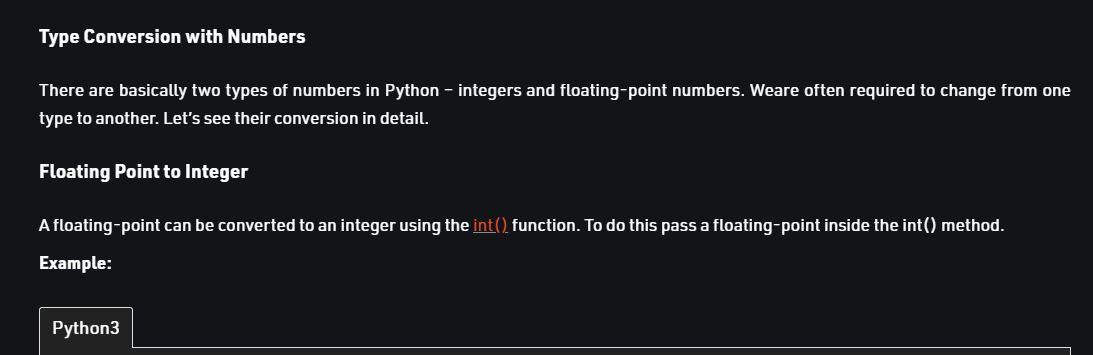 Type Conversion with Numbers
There are basically two types of numbers in Python – integers and floating-point numbers. Weare often required to change from one
type to another. Let's see their conversion in detail.
Floating Point to Integer
A floating-point can be converted to an integer using the int() function. To do this pass a floating-point inside the int() method.
Example:
Python3